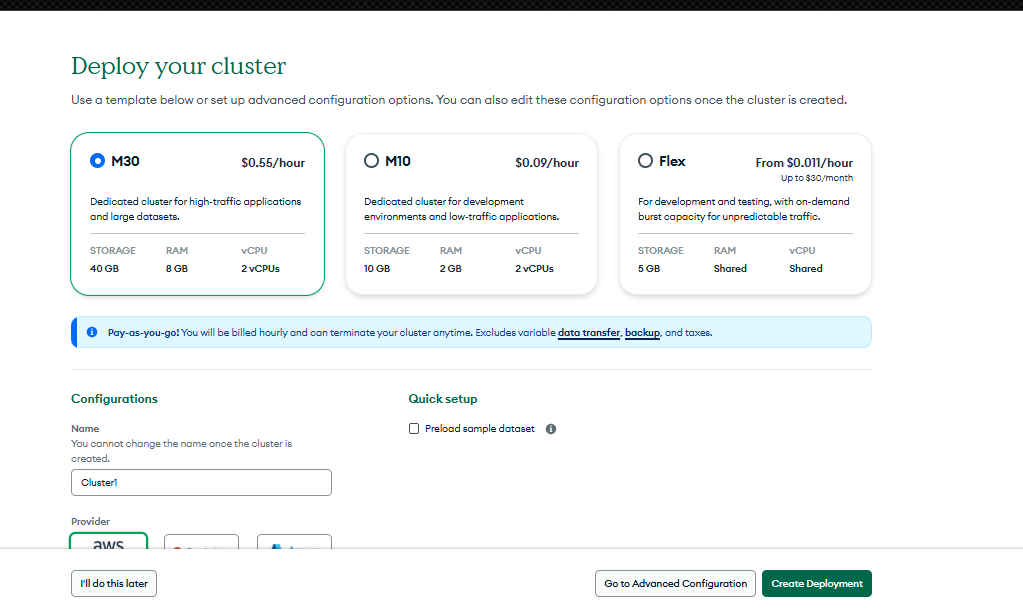 Deploy your cluster
Use a template below or set up advanced configuration options. You can also edit these configuration options once the cluster is created.
M30
$0.55/hour
Dedicated cluster for high-traffic applications
and large datasets.
STORAGE RAM vCPU
40 GB 8 GB 2 vCPUs
M10
$0.09/hour
Dedicated cluster for development
environments and low-traffic applications.
STORAGE RAM vCPU
10 GB 2 GB 2 vCPUs
Flex
From $0.011/hour
Up to $30/month
For development and testing, with on-demand
burst capacity for unpredictable traffic.
STORAGE RAM vCPU
5 GB Shared Shared
Pay-as-you-go! You will be billed hourly and can terminate your cluster anytime. Excludes variable data transfer, backup, and taxes.
Configurations
Name
You cannot change the name once the cluster is
created.
Cluster1
Provider
aws
Quick setup
Preload sample dataset
I'll do this later
Go to Advanced Configuration
Create Deployment